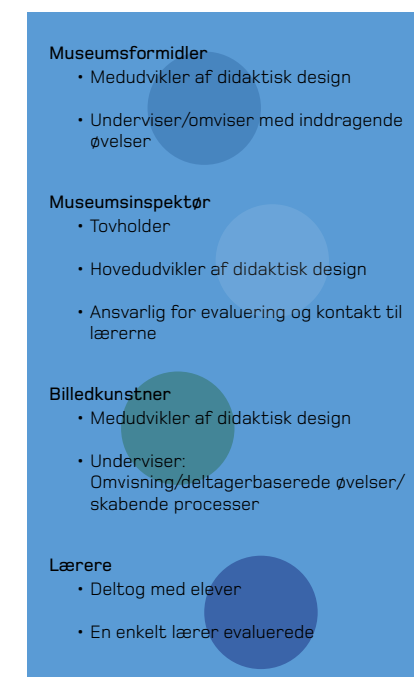 Museumsformidler
• Medudvikler af didaktisk design
• Underviser/omviser med inddragende
øvelser
Museumsinspektør
• Tovholder
• Hovedudvikler af didaktisk design
• Ansvarlig for evaluering og kontakt til
lærerne
Billedkunstner
• Medudvikler af didaktisk design
• Underviser:
Omvisning/deltagerbaserede øvelser/
skabende processer
Lærere
• Deltog med elever
• En enkelt lærer evaluerede